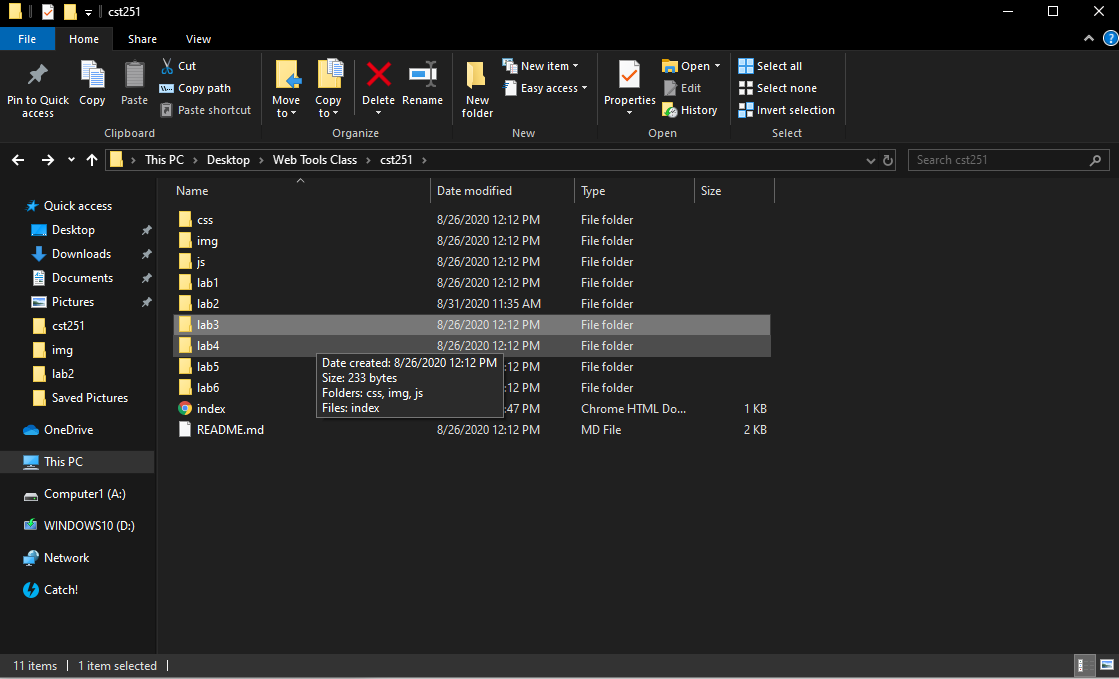 cst251
File Home Share View
Pin to Quick access
Copy
Paste
Cut
Copy path
Paste shortcut
Clipboard
Move to
Copy to
Delete
Rename
Organize
New folder
New item
Easy access
New
Properties
Open
Edit
History
Open
Select all
Select none
Invert selection
Select
This PC > Desktop > Web Tools Class > cst251 >
Search cst251
Quick access
Desktop
Downloads
Documents
Pictures
cst251
img
lab2
Saved Pictures
OneDrive
This PC
Computer1 (A:)
WINDOWS10 (D:)
Network
Catch!
Name Date modified Type Size
css 8/26/2020 12:12 PM File folder
img 8/26/2020 12:12 PM File folder
js 8/26/2020 12:12 PM File folder
lab1 8/26/2020 12:12 PM File folder
lab2 8/31/2020 11:35 AM File folder
lab3 8/26/2020 12:12 PM File folder
lab4 8/26/2020 12:12 PM File folder
lab5 :12 PM File folder
lab6 :12 PM File folder
index :47 PM Chrome HTML Do... 1 KB
README.md 8/26/2020 12:12 PM MD File 2 KB
Date created: 8/26/2020 12:12 PM
Size: 233 bytes
Folders: css, img, js
Files: index
11 items 1 item selected